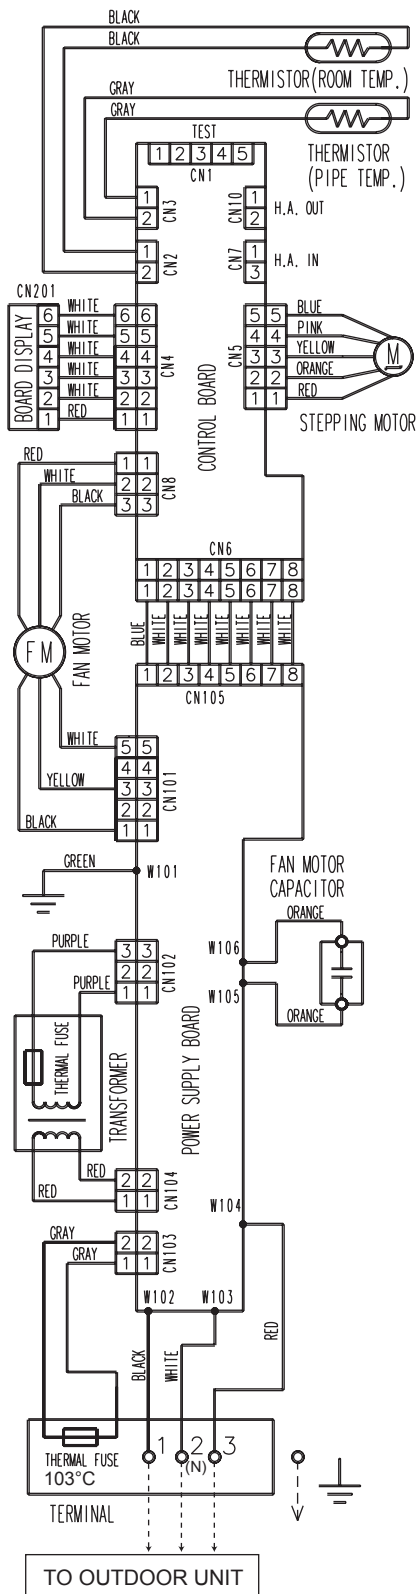 BLACK
BLACK
THERMISTOR(ROOM TEMP.)
GRAY
GRAY
THERMISTOR
(PIPE TEMP.)
TEST
1 2 3 4 5
CN1
1
2
CN3
1
2
CN10
H.A. OUT
1
2
CN2
1
3
CN7
H.A. IN
CN201
BOARD DISPLAY
6 WHITE 6 6
5 WHITE 5 5
4 WHITE 4 4
3 WHITE 3 3
2 WHITE 2 2
1 RED 1 1
CN4
CONTROL BOARD
CN5
5 5 BLUE
4 4 PINK
3 3 YELLOW
2 2 ORANGE
1 1 RED
M
STEPPING MOTOR
RED 1 1
WHITE 2 2
BLACK 3 3
CN8
CN6
1 2 3 4 5 6 7 8
1 2 3 4 5 6 7 8
BLUE
WHITE
WHITE
WHITE
WHITE
WHITE
WHITE
WHITE
1 2 3 4 5 6 7 8
CN105
FM
FAN MOTOR
WHITE 5 5
4 4
YELLOW 3 3
2 2
BLACK 1 1
CN101
GREEN
W101
FAN MOTOR
CAPACITOR
ORANGE
W106
W105
ORANGE
PURPLE 3 3
2 2
PURPLE 1 1
CN102
THERMAL FUSE
TRANSFORMER
POWER SUPPLY BOARD
RED 2 2
RED 1 1
CN104
W104
GRAY 2 2
GRAY 1 1
CN103
W102
W103
BLACK
WHITE
RED
THERMAL FUSE
103°C
1 2 3
(N)
TERMINAL
TO OUTDOOR UNIT